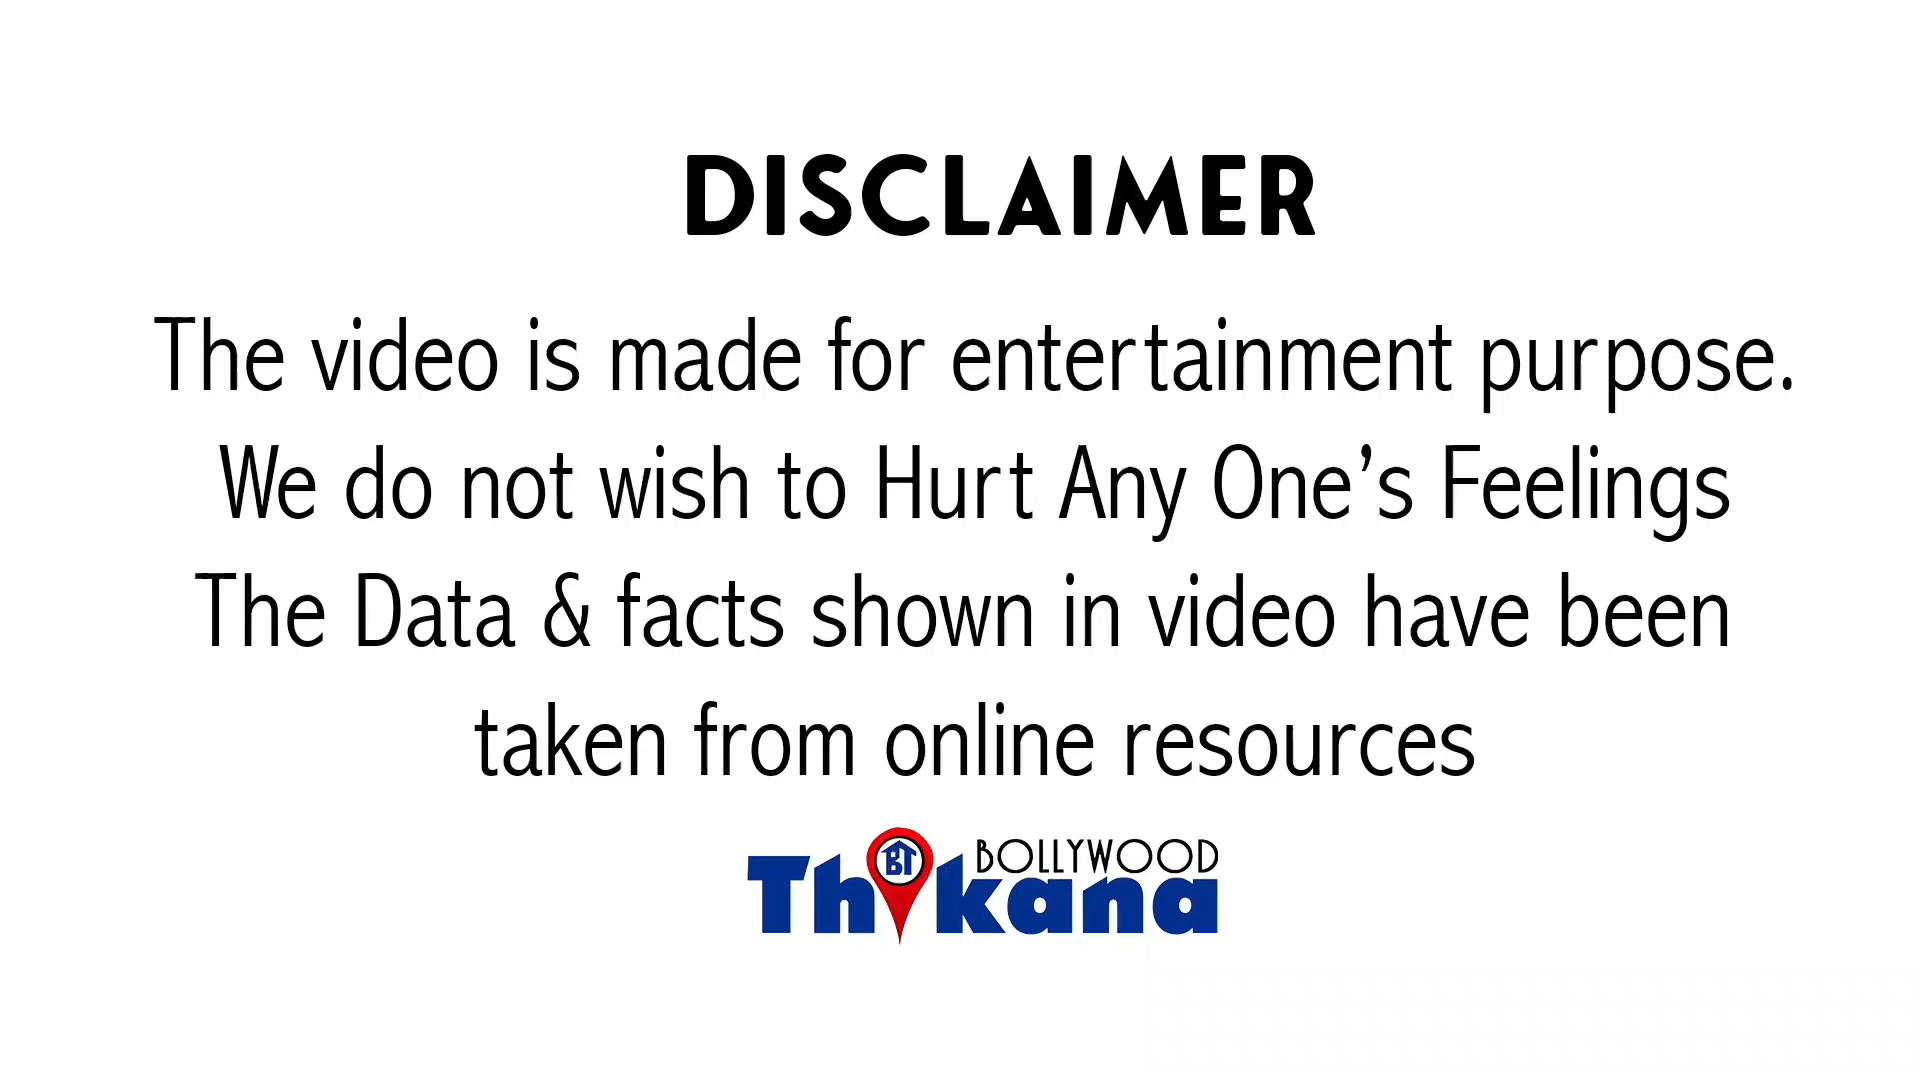 DISCLAIMER
The video is made for entertainment purpose.
We do not wish to Hurt Any One’s Feelings
The Data & facts shown in video have been
taken from online resources
BT
BOLLYWOOD
Thikana